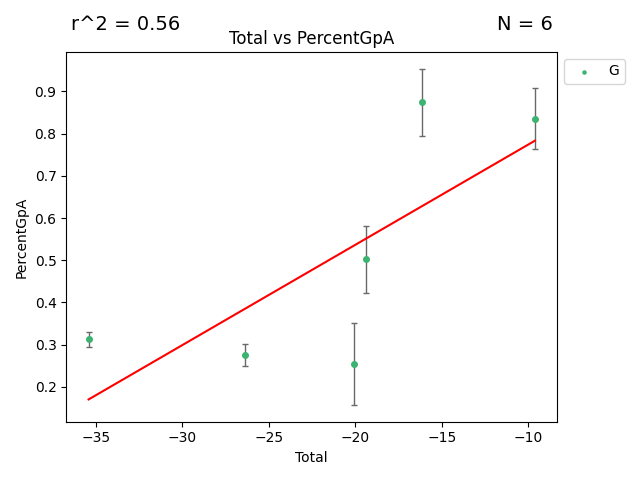 r^2 = 0.56
N = 6
Total vs PercentGpA
G
PercentGpA
0.9
0.8
0.7
0.6
0.5
0.4
0.3
0.2
−35
−30
−25
−20
−15
−10
Total